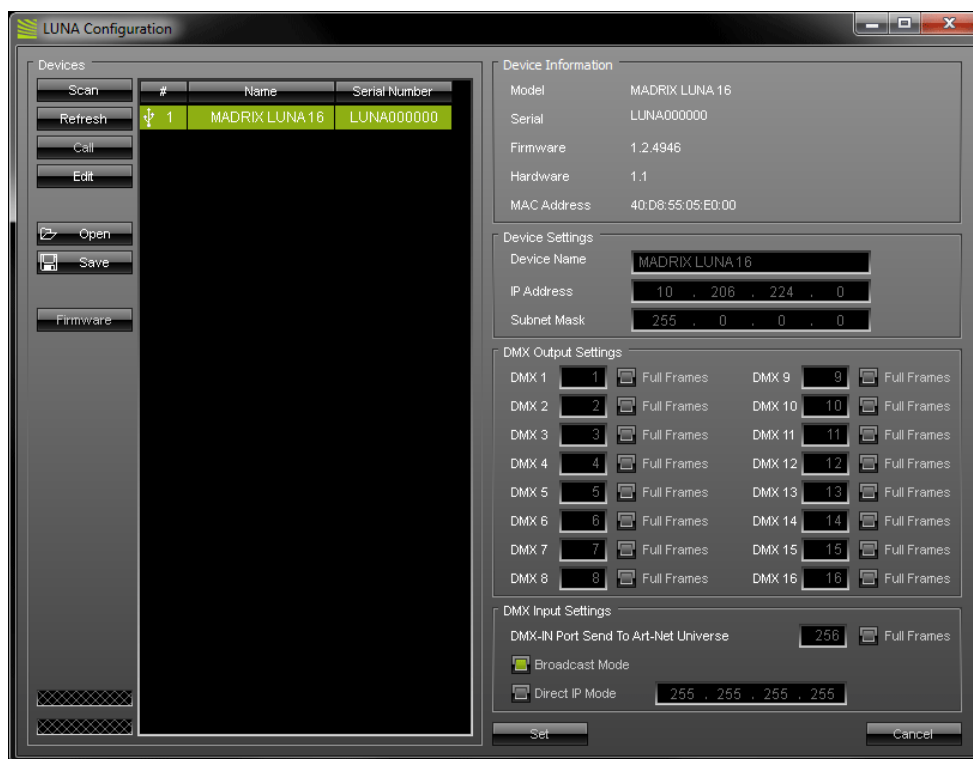 LUNA Configuration
Devices
Scan
Refresh
Call
Edit
Open
Save
Firmware
# Name Serial Number
1 MADRIX LUNA 16 LUNA000000
Device Information
Model MADRIX LUNA 16
Serial LUNA000000
Firmware 1.2.4946
Hardware 1.1
MAC Address 40:D8:55:05:E0:00
Device Settings
Device Name MADRIX LUNA 16
IP Address 10 . 206 . 224 . 0
Subnet Mask 255 . 0 . 0 . 0
DMX Output Settings
DMX 1 1 Full Frames DMX 9 9 Full Frames
DMX 2 2 Full Frames DMX 10 10 Full Frames
DMX 3 3 Full Frames DMX 11 11 Full Frames
DMX 4 4 Full Frames DMX 12 12 Full Frames
DMX 5 5 Full Frames DMX 13 13 Full Frames
DMX 6 6 Full Frames DMX 14 14 Full Frames
DMX 7 7 Full Frames DMX 15 15 Full Frames
DMX 8 8 Full Frames DMX 16 16 Full Frames
DMX Input Settings
DMX-IN Port Send To Art-Net Universe 256 Full Frames
Broadcast Mode
Direct IP Mode 255 . 255 . 255 . 255
Set Cancel